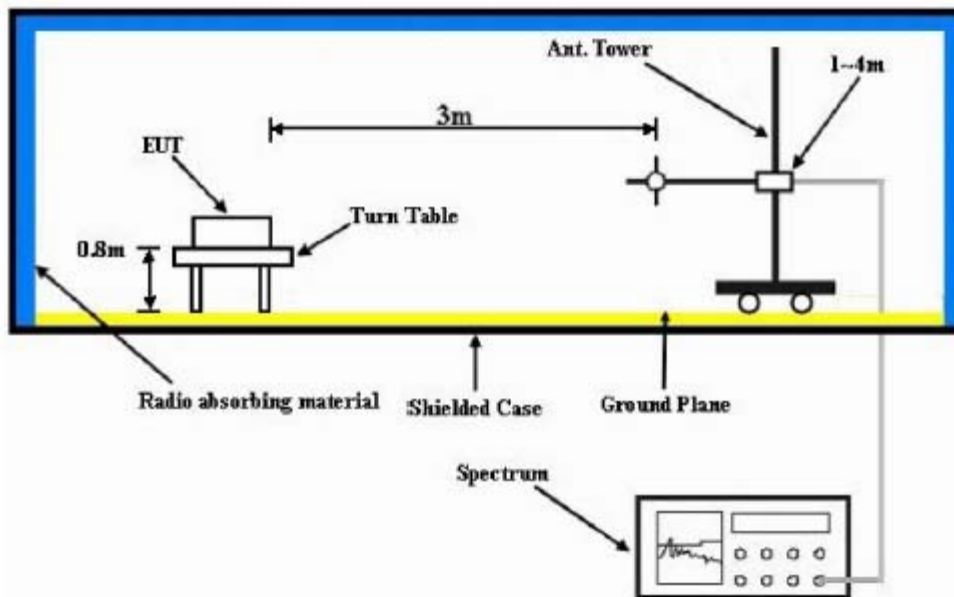 Ant. Tower
1~4m
3m
EUT
Turn Table
0.8m
Radio absorbing material
Shielded Case
Ground Plane
Spectrum